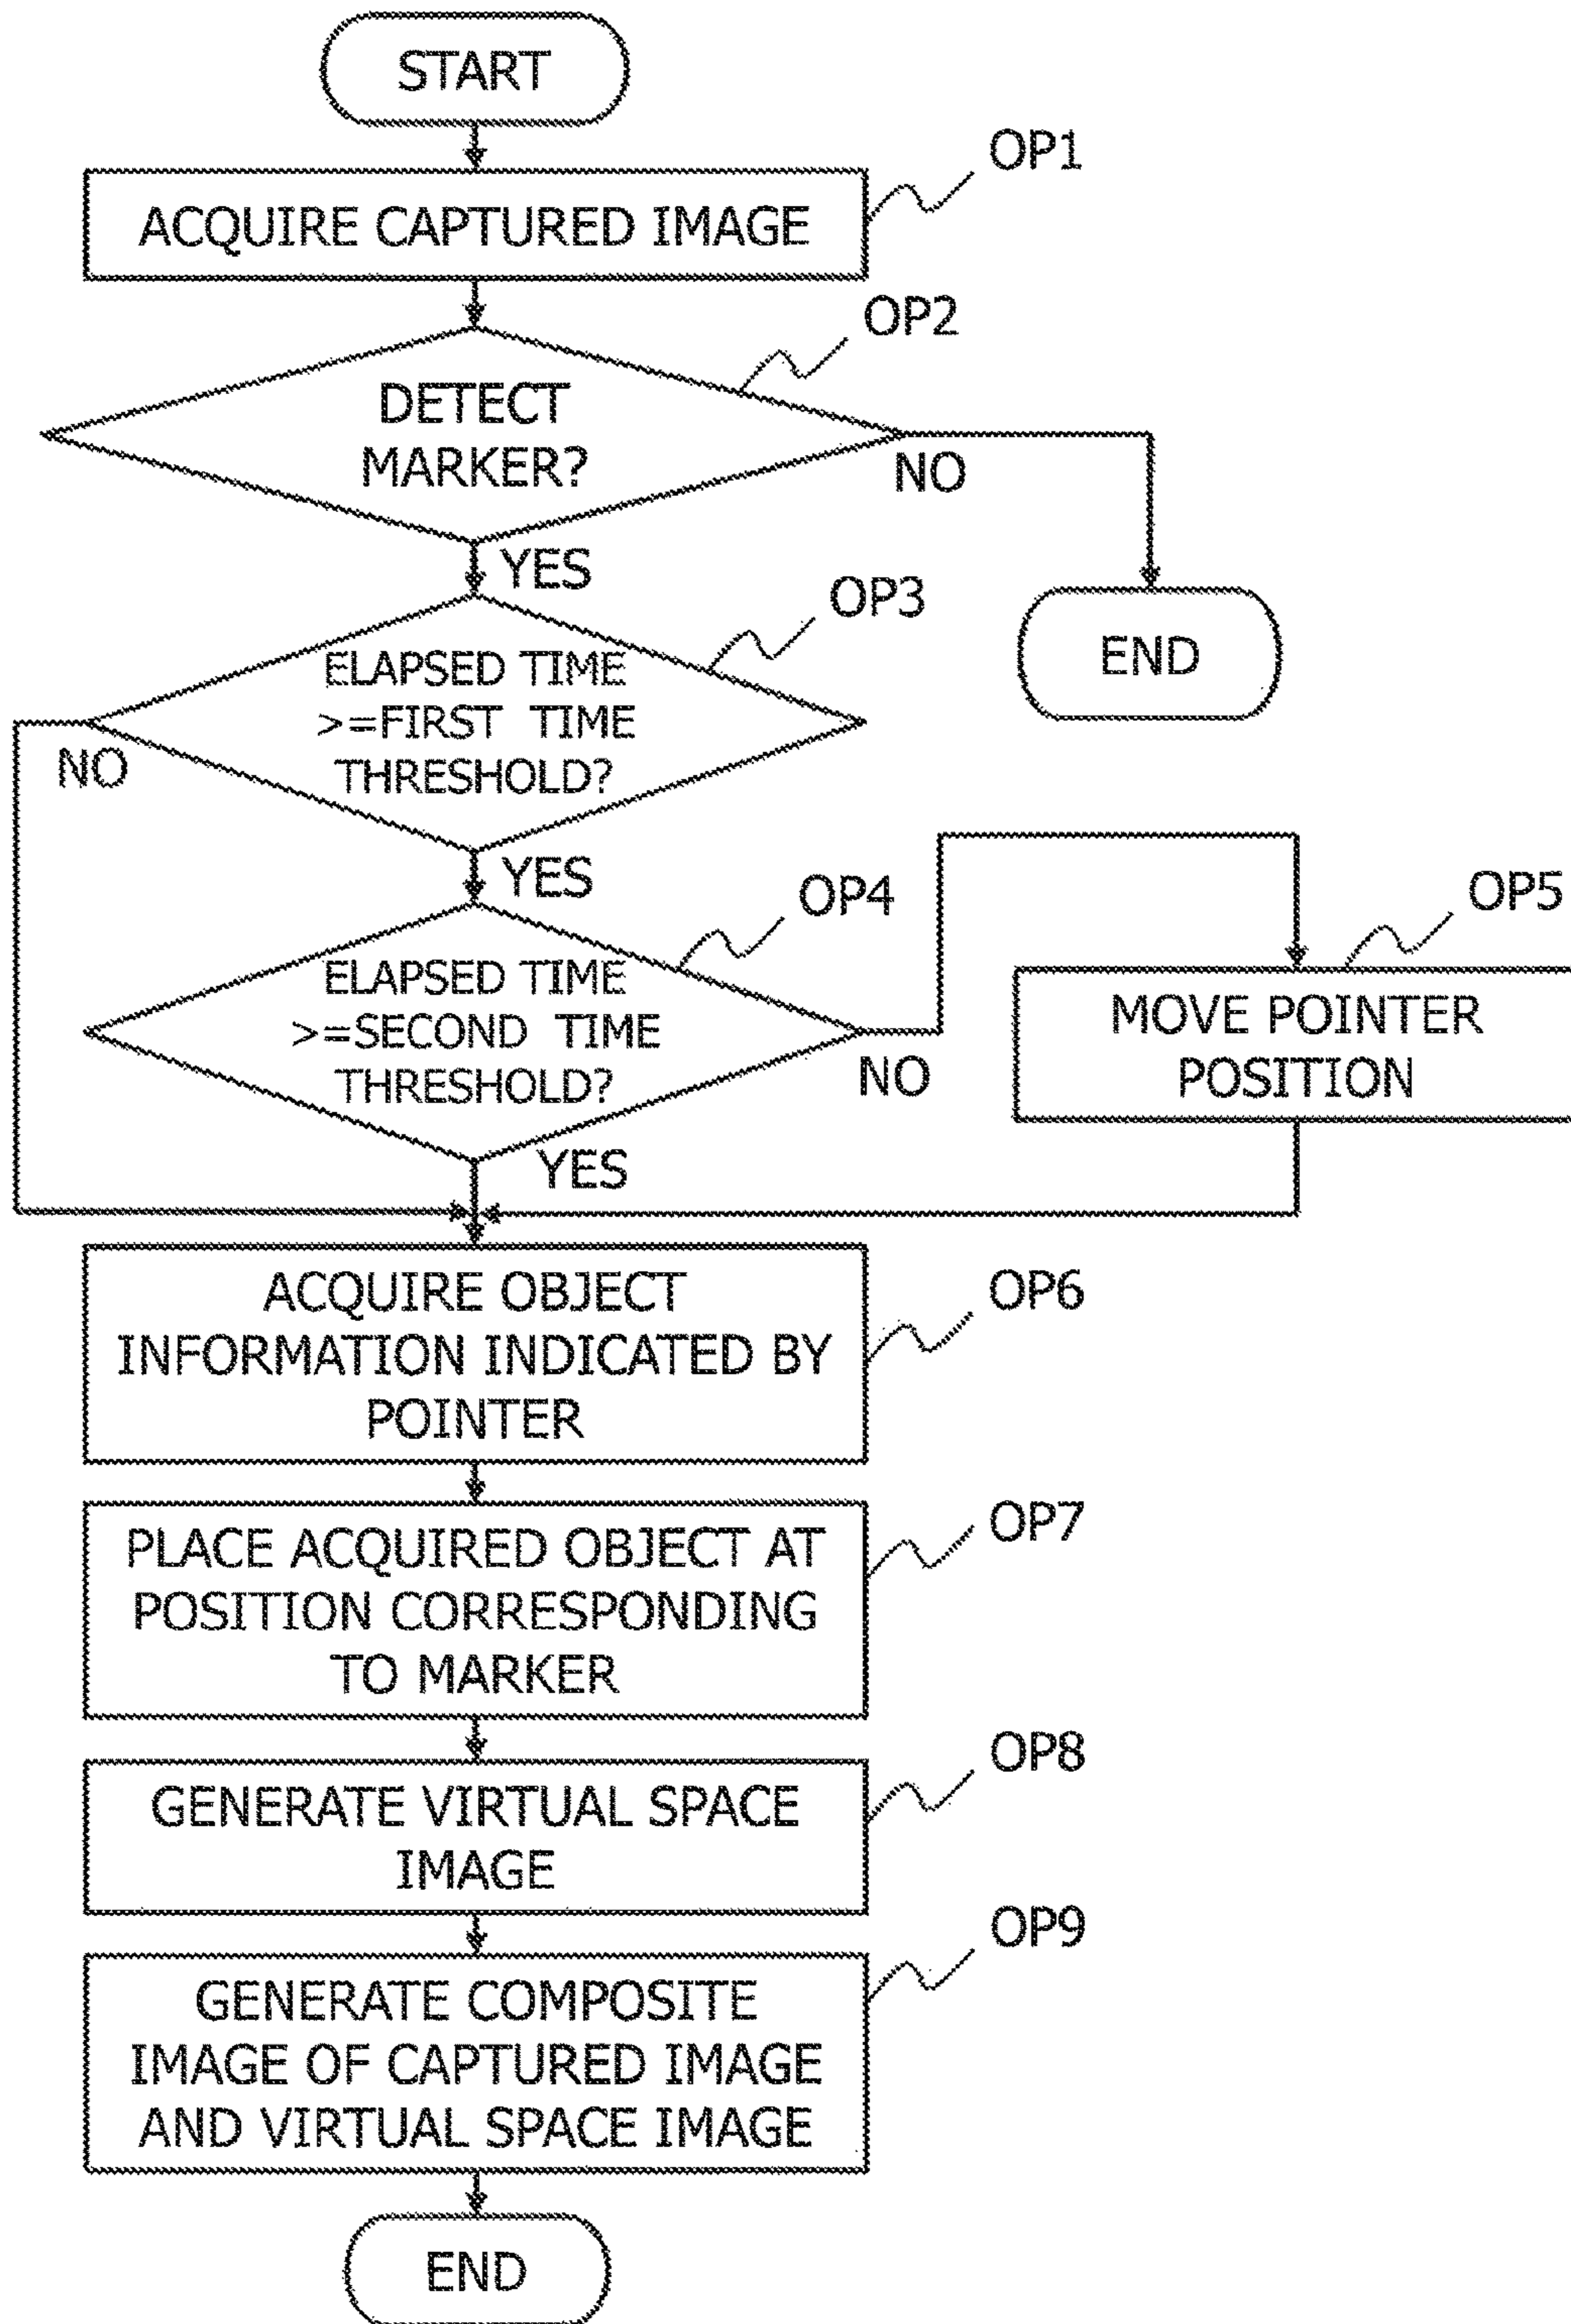 START
OP1
ACQUIRE CAPTURED IMAGE
OP2
DETECT
MARKER?
NO
YES
OP3
END
ELAPSED TIME
>=FIRST TIME
THRESHOLD?
NO
YES
OP4
OP5
ELAPSED TIME
>=SECOND TIME
THRESHOLD?
NO
MOVE POINTER
POSITION
YES
ACQUIRE OBJECT
INFORMATION INDICATED BY
POINTER
OP6
PLACE ACQUIRED OBJECT AT
POSITION CORRESPONDING
TO MARKER
OP7
GENERATE VIRTUAL SPACE
IMAGE
OP8
GENERATE COMPOSITE
IMAGE OF CAPTURED IMAGE
AND VIRTUAL SPACE IMAGE
OP9
END